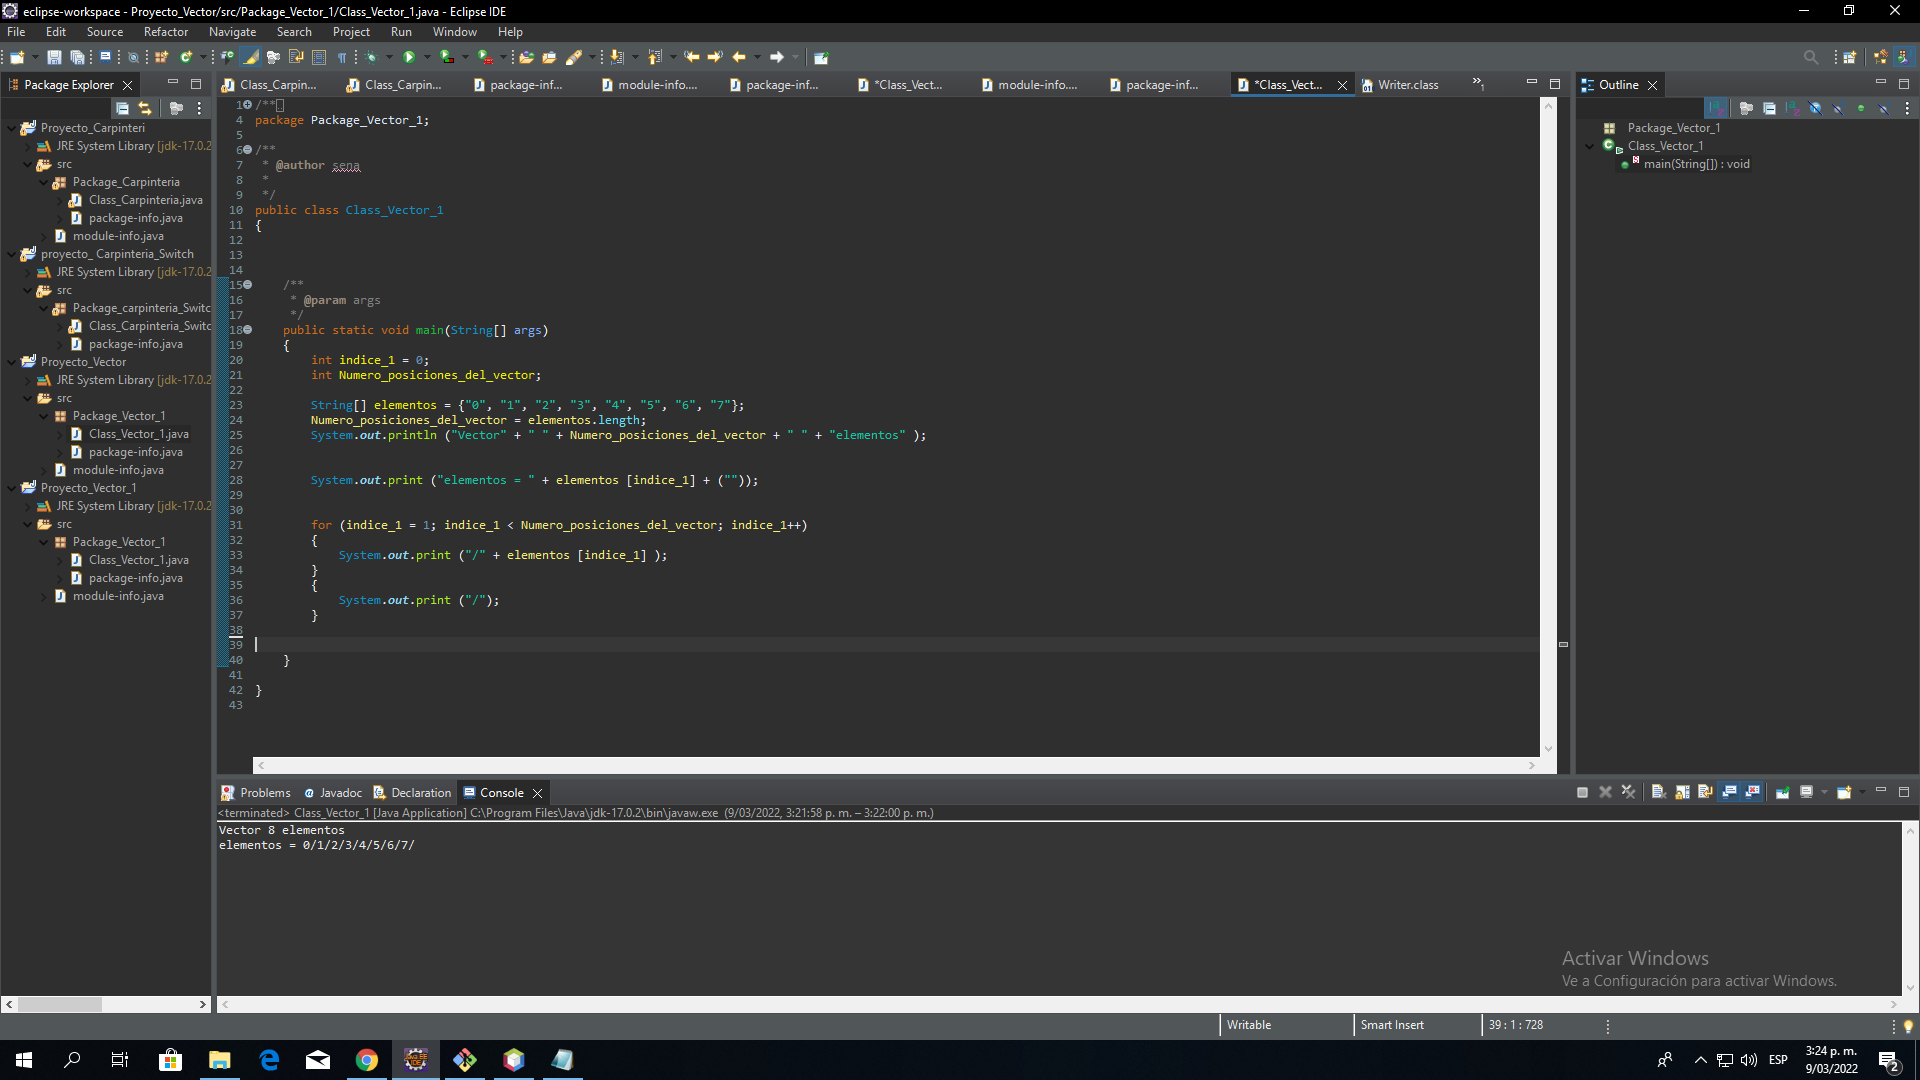 eclipse-workspace - Proyecto_Vector/src/Package_Vector_1/Class_Vector_1.java - Eclipse IDE
File Edit Source Refactor Navigate Search Project Run Window Help
Package Explorer
Class_Carpin...
Class_Carpin...
package-inf...
module-info....
package-inf...
*Class_Vect...
module-info....
package-inf...
*Class_Vect...
Writer.class
1
Outline
Proyecto_Carpinteri
JRE System Library [jdk-17.0.2
src
Package_Carpinteria
Class_Carpinteria.java
package-info.java
module-info.java
proyecto_ Carpinteria_Switch
JRE System Library [jdk-17.0.2
src
Package_carpinteria_Switc
Class_Carpinteria_Switc
package-info.java
Proyecto_Vector
JRE System Library [jdk-17.0.2
src
Package_Vector_1
Class_Vector_1.java
package-info.java
module-info.java
Proyecto_Vector_1
JRE System Library [jdk-17.0.2
src
Package_Vector_1
Class_Vector_1.java
package-info.java
module-info.java
1 /**
4 package Package_Vector_1;
5
6 /**
7 * @author sena
8 *
9 */
10 public class Class_Vector_1
11 {
12
13
14
15 /**
16 * @param args
17 */
18 public static void main(String[] args)
19 {
20 int indice_1 = 0;
21 int Numero_posiciones_del_vector;
22
23 String[] elementos = {"0", "1", "2", "3", "4", "5", "6", "7"};
24 Numero_posiciones_del_vector = elementos.length;
25 System.out.println ("Vector" + " " + Numero_posiciones_del_vector + " " + "elementos" );
26
27
28 System.out.print ("elementos = " + elementos [indice_1] + (""));
29
30
31 for (indice_1 = 1; indice_1 < Numero_posiciones_del_vector; indice_1++)
32 {
33 System.out.print ("/" + elementos [indice_1] );
34 }
35 {
36 System.out.print ("/");
37 }
38
39
40 }
41
42 }
43
Package_Vector_1
Class_Vector_1
main(String[]) : void
Problems Javadoc Declaration Console
<terminated> Class_Vector_1 [Java Application] C:\Program Files\Java\jdk-17.0.2\bin\javaw.exe (9/03/2022, 3:21:58 p. m. – 3:22:00 p. m.)
Vector 8 elementos
elementos = 0/1/2/3/4/5/6/7/
Activar Windows
Ve a Configuración para activar Windows.
Writable
Smart Insert
39 : 1 : 728
ESP
3:24 p. m.
9/03/2022
2